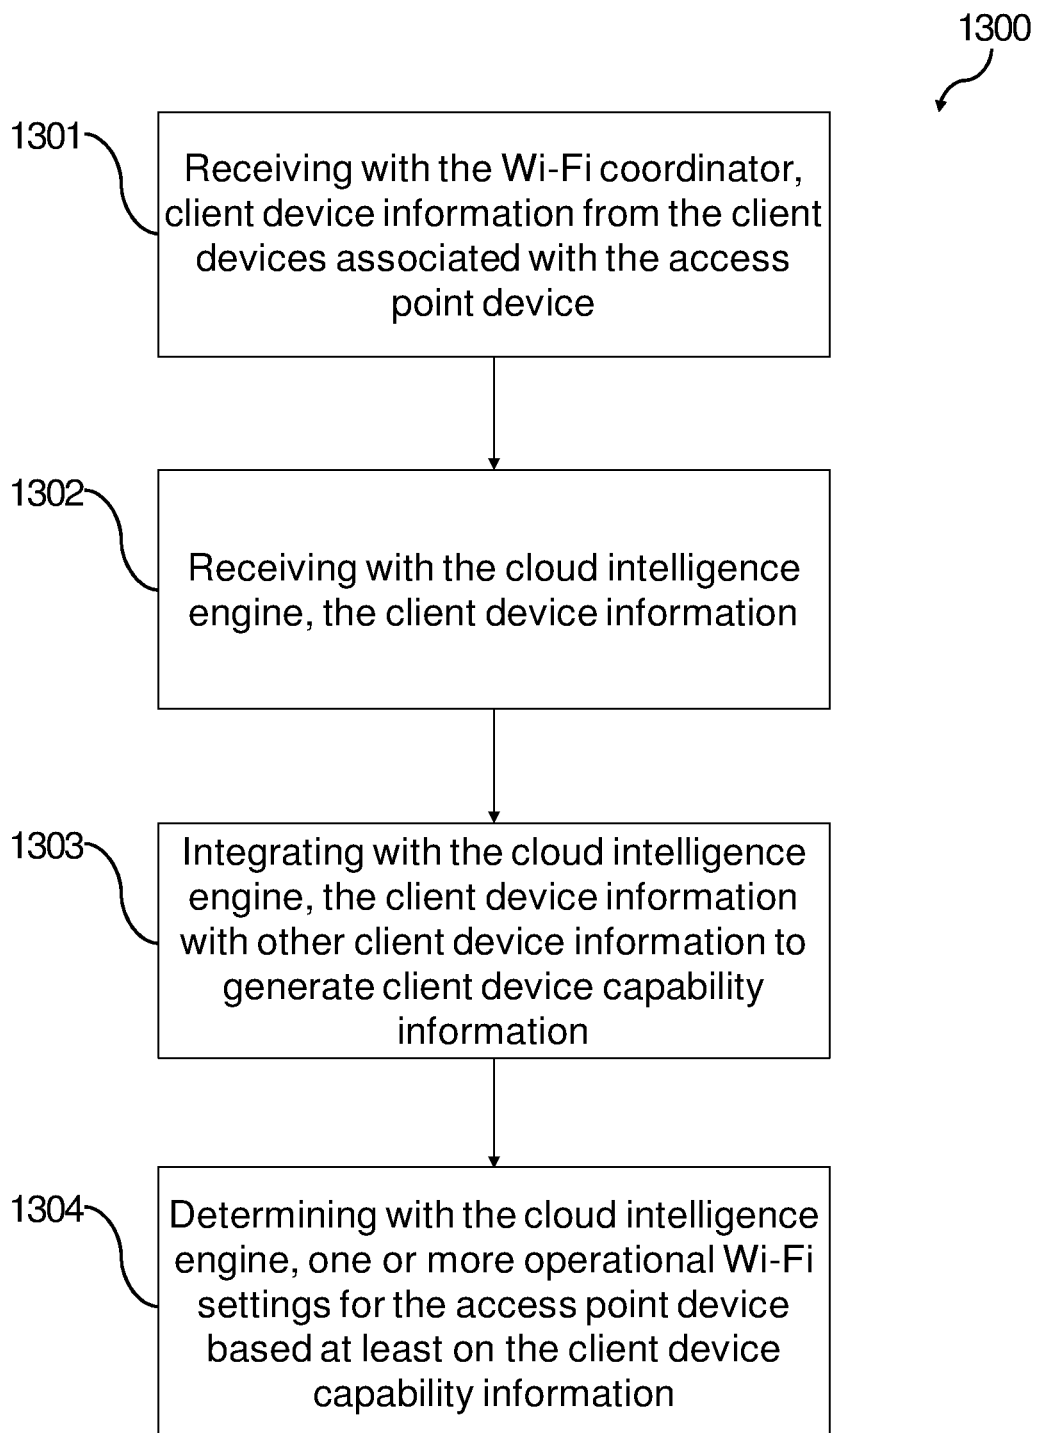 1300
1301
Receiving with the Wi-Fi coordinator,
client device information from the client
devices associated with the access
point device
1302
Receiving with the cloud intelligence
engine, the client device information
1303
Integrating with the cloud intelligence
engine, the client device information
with other client device information to
generate client device capability
information
1304
Determining with the cloud intelligence
engine, one or more operational Wi-Fi
settings for the access point device
based at least on the client device
capability information